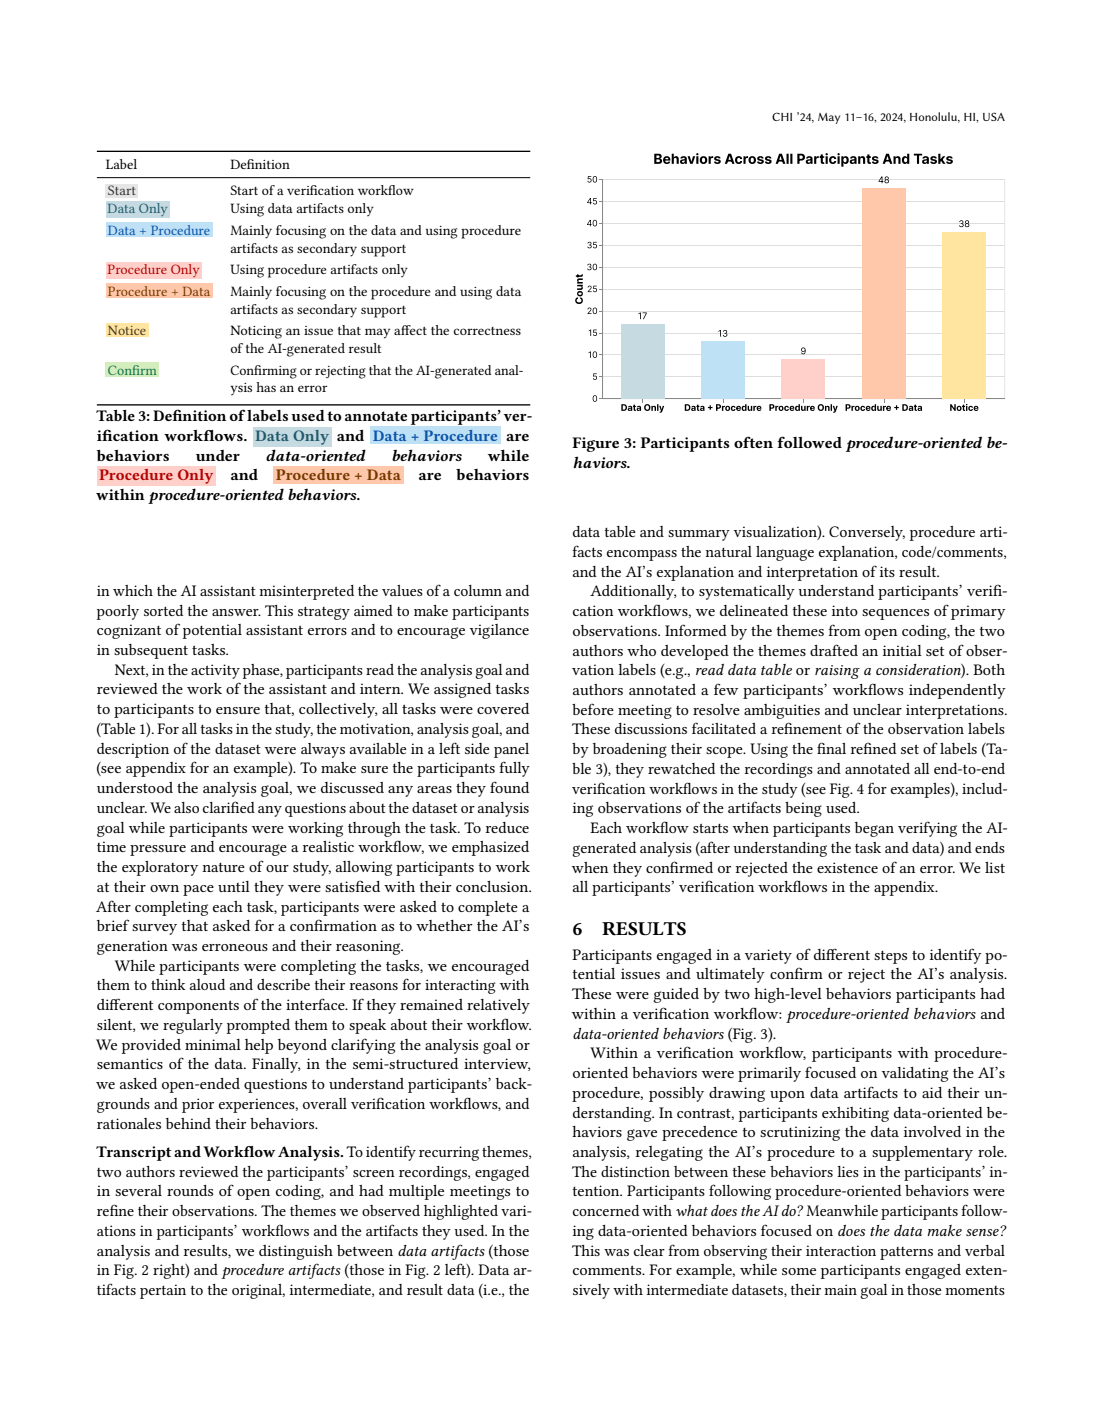 CHI ’24, May 11–16, 2024, Honolulu, HI, USA
Label Definition
Start Start of a verification workflow
Data Only Using data artifacts only
Data + Procedure Mainly focusing on the data and using procedure
artifacts as secondary support
Procedure Only Using procedure artifacts only
Procedure + Data Mainly focusing on the procedure and using data
artifacts as secondary support
Notice Noticing an issue that may affect the correctness
of the AI-generated result
Confirm Confirming or rejecting that the AI-generated anal-
ysis has an error
Table 3: Definition of labels used to annotate participants’ ver-
ification workflows. Data Only and Data + Procedure are
behaviors under data-oriented behaviors while
Procedure Only and Procedure + Data are behaviors
within procedure-oriented behaviors.
in which the AI assistant misinterpreted the values of a column and
poorly sorted the answer. This strategy aimed to make participants
cognizant of potential assistant errors and to encourage vigilance
in subsequent tasks.
Next, in the activity phase, participants read the analysis goal and
reviewed the work of the assistant and intern. We assigned tasks
to participants to ensure that, collectively, all tasks were covered
(Table 1). For all tasks in the study, the motivation, analysis goal, and
description of the dataset were always available in a left side panel
(see appendix for an example). To make sure the participants fully
understood the analysis goal, we discussed any areas they found
unclear. We also clarified any questions about the dataset or analysis
goal while participants were working through the task. To reduce
time pressure and encourage a realistic workflow, we emphasized
the exploratory nature of our study, allowing participants to work
at their own pace until they were satisfied with their conclusion.
After completing each task, participants were asked to complete a
brief survey that asked for a confirmation as to whether the AI’s
generation was erroneous and their reasoning.
While participants were completing the tasks, we encouraged
them to think aloud and describe their reasons for interacting with
different components of the interface. If they remained relatively
silent, we regularly prompted them to speak about their workflow.
We provided minimal help beyond clarifying the analysis goal or
semantics of the data. Finally, in the semi-structured interview,
we asked open-ended questions to understand participants’ back-
grounds and prior experiences, overall verification workflows, and
rationales behind their behaviors.
Transcript and Workflow Analysis. To identify recurring themes,
two authors reviewed the participants’ screen recordings, engaged
in several rounds of open coding, and had multiple meetings to
refine their observations. The themes we observed highlighted vari-
ations in participants’ workflows and the artifacts they used. In the
analysis and results, we distinguish between data artifacts (those
in Fig. 2 right) and procedure artifacts (those in Fig. 2 left). Data ar-
tifacts pertain to the original, intermediate, and result data (i.e., the
Behaviors Across All Participants And Tasks
Count
50
45
40
35
30
25
20
15
10
5
0
17
13
9
48
38
Data Only Data + Procedure Procedure Only Procedure + Data Notice
Figure 3: Participants often followed procedure-oriented be-
haviors.
data table and summary visualization). Conversely, procedure arti-
facts encompass the natural language explanation, code/comments,
and the AI’s explanation and interpretation of its result.
Additionally, to systematically understand participants’ verifi-
cation workflows, we delineated these into sequences of primary
observations. Informed by the themes from open coding, the two
authors who developed the themes drafted an initial set of obser-
vation labels (e.g., read data table or raising a consideration). Both
authors annotated a few participants’ workflows independently
before meeting to resolve ambiguities and unclear interpretations.
These discussions facilitated a refinement of the observation labels
by broadening their scope. Using the final refined set of labels (Ta-
ble 3), they rewatched the recordings and annotated all end-to-end
verification workflows in the study (see Fig. 4 for examples), includ-
ing observations of the artifacts being used.
Each workflow starts when participants began verifying the AI-
generated analysis (after understanding the task and data) and ends
when they confirmed or rejected the existence of an error. We list
all participants’ verification workflows in the appendix.
6 RESULTS
Participants engaged in a variety of different steps to identify po-
tential issues and ultimately confirm or reject the AI’s analysis.
These were guided by two high-level behaviors participants had
within a verification workflow: procedure-oriented behaviors and
data-oriented behaviors (Fig. 3).
Within a verification workflow, participants with procedure-
oriented behaviors were primarily focused on validating the AI’s
procedure, possibly drawing upon data artifacts to aid their un-
derstanding. In contrast, participants exhibiting data-oriented be-
haviors gave precedence to scrutinizing the data involved in the
analysis, relegating the AI’s procedure to a supplementary role.
The distinction between these behaviors lies in the participants’ in-
tention. Participants following procedure-oriented behaviors were
concerned with what does the AI do? Meanwhile participants follow-
ing data-oriented behaviors focused on does the data make sense?
This was clear from observing their interaction patterns and verbal
comments. For example, while some participants engaged exten-
sively with intermediate datasets, their main goal in those moments